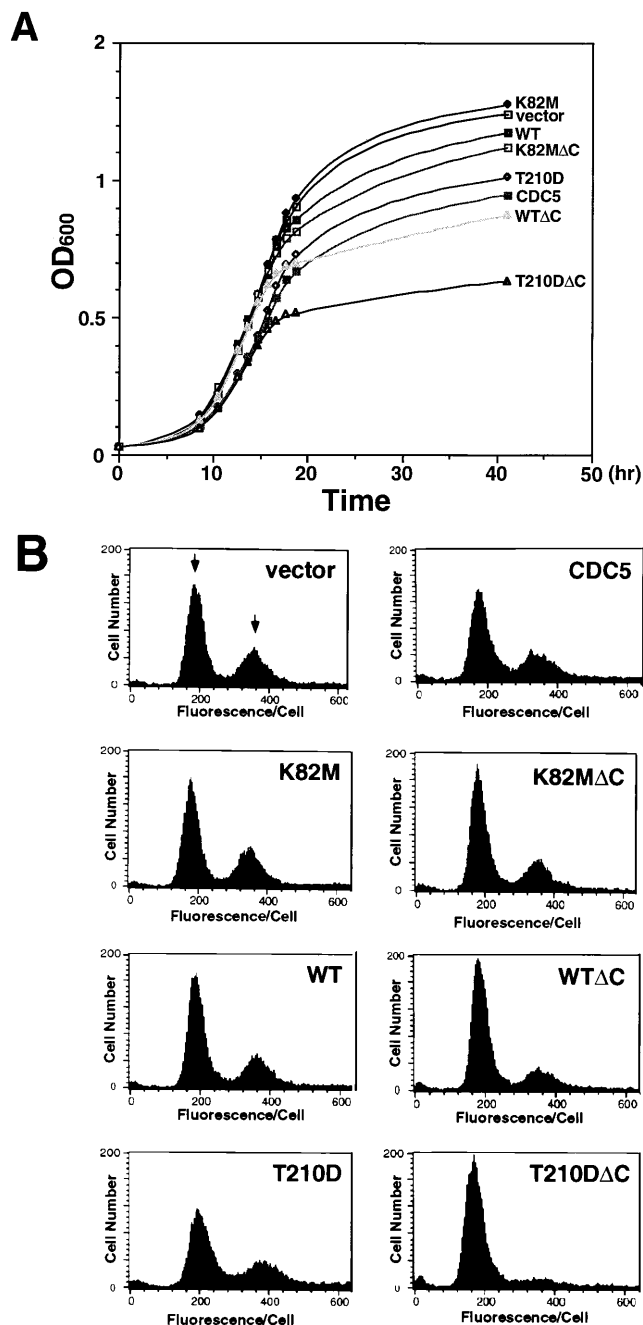 A
2
1
0.5
0
OD600
0 10 20 30 40 50 (hr)
Time
K82M
vector
WT
K82MΔC
T210D
CDC5
WTΔC
T210DΔC
B
200
vector
Cell Number
0
0 200 400 600
Fluorescence/Cell
200
CDC5
Cell Number
0
0 200 400 600
Fluorescence/Cell
200
K82M
Cell Number
0
0 200 400 600
Fluorescence/Cell
200
K82MΔC
Cell Number
0
0 200 400 600
Fluorescence/Cell
200
WT
Cell Number
0
0 200 400 600
Fluorescence/Cell
200
WTΔC
Cell Number
0
0 200 400 600
Fluorescence/Cell
200
T210D
Cell Number
0
0 200 400 600
Fluorescence/Cell
200
T210DΔC
Cell Number
0
0 200 400 600
Fluorescence/Cell